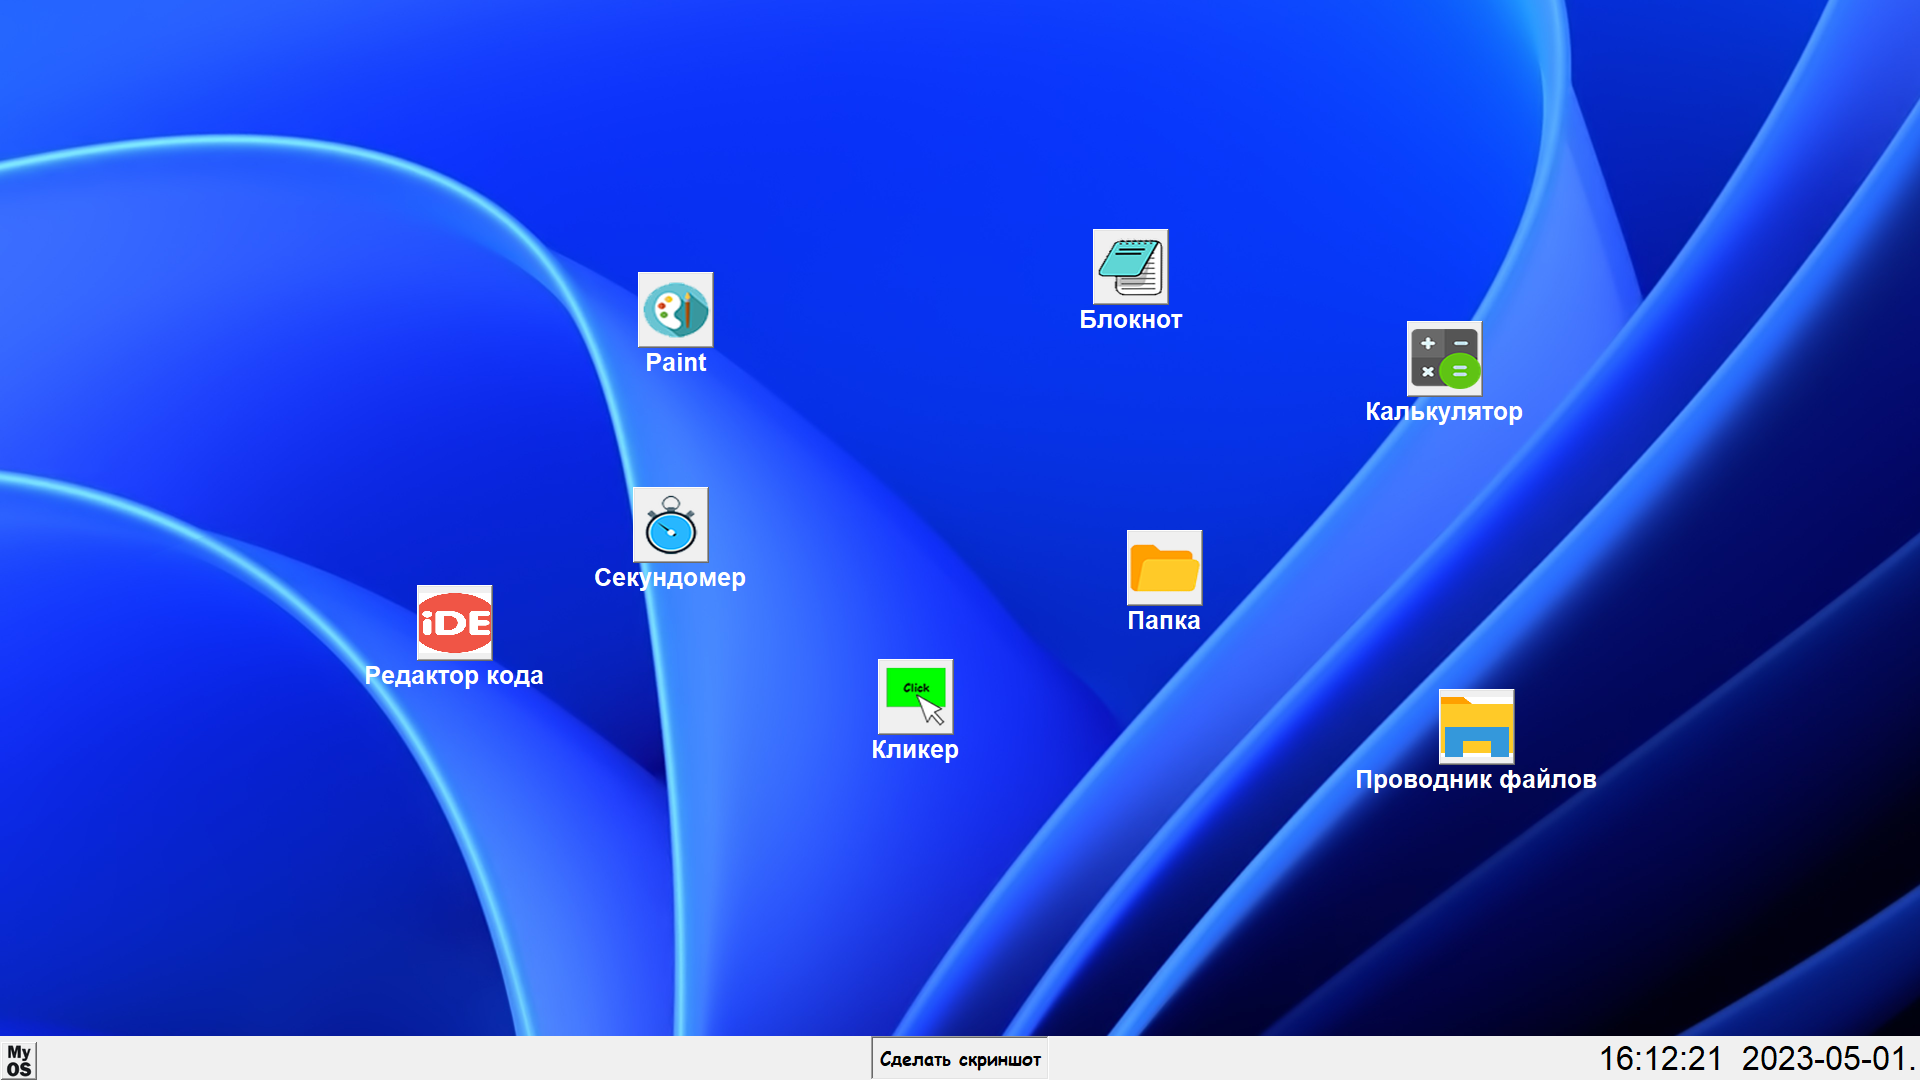 Блокнот
Paint
Калькулятор
Секундомер
Папка
iDE
Редактор кода
Click
Кликер
Проводник файлов
My
OS
Сделать скриншот
16:12:21 2023-05-01.